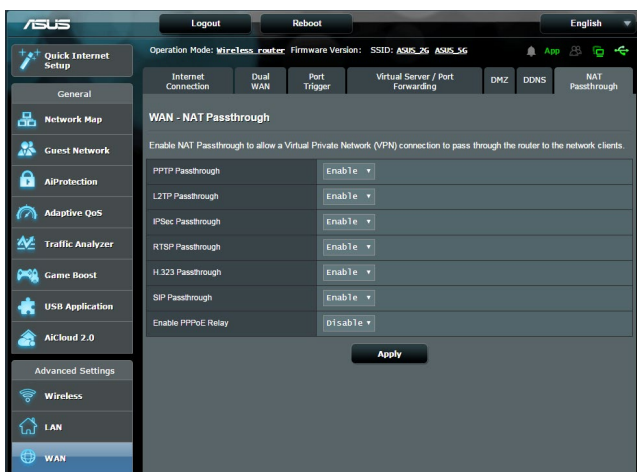 ASUS
Logout
Reboot
English
Quick Internet
Setup
Operation Mode: Wireless router Firmware Version: SSID: ASUS_2G ASUS_5G
App
Internet
Connection
Dual
WAN
Port
Trigger
Virtual Server / Port
Forwarding
DMZ
DDNS
NAT
Passthrough
General
Network Map
Guest Network
AiProtection
Adaptive QoS
Traffic Analyzer
Game Boost
USB Application
AiCloud 2.0
Advanced Settings
Wireless
LAN
WAN
WAN - NAT Passthrough
Enable NAT Passthrough to allow a Virtual Private Network (VPN) connection to pass through the router to the network clients.
PPTP Passthrough Enable
L2TP Passthrough Enable
IPSec Passthrough Enable
RTSP Passthrough Enable
H.323 Passthrough Enable
SIP Passthrough Enable
Enable PPPoE Relay Disable
Apply